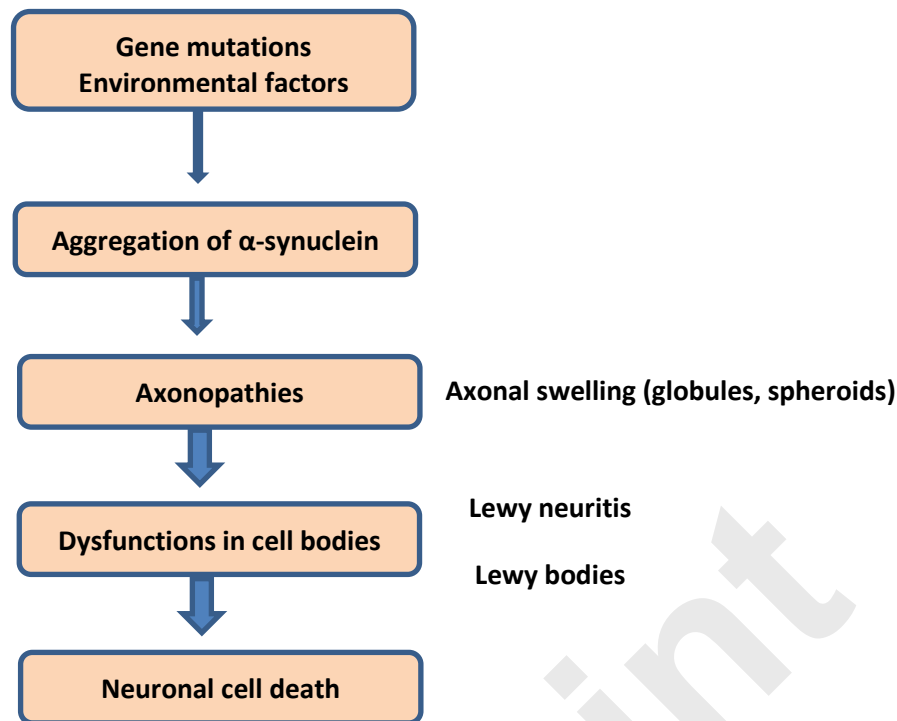 Gene mutations
Environmental factors
Aggregation of α-synuclein
Axonopathies
Axonal swelling (globules, spheroids)
Lewy neuritis
Dysfunctions in cell bodies
Lewy bodies
Neuronal cell death
int